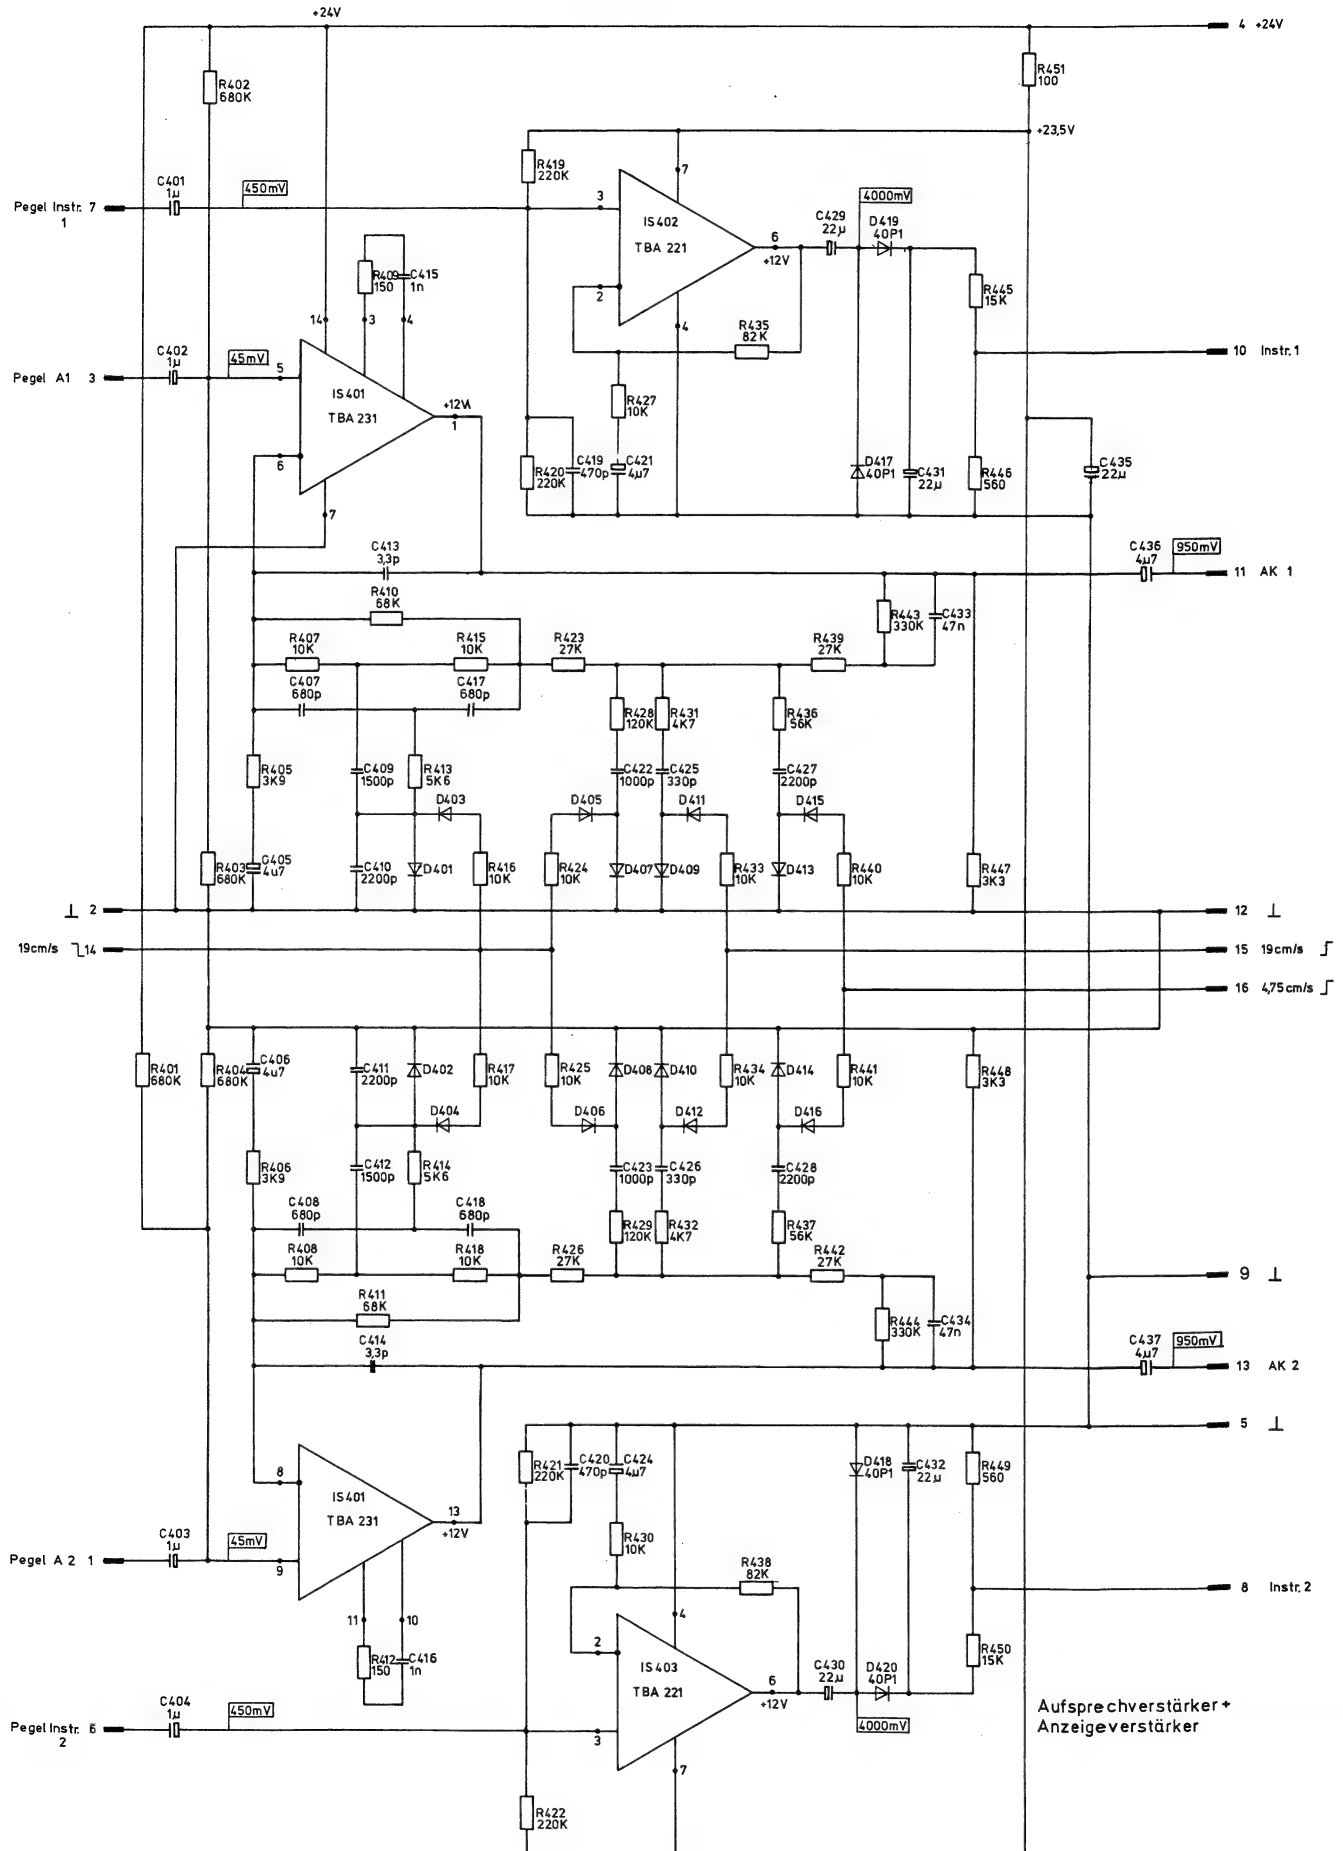 +24V
4 +24V
R402
680K
R451
100
+23,5V
R419
220K
7
C401
1µ
450mV
Pegel Instr. 7
1
3
IS402
TBA 221
6
+12V
C429
22µ
4000mV
D419
40P1
R409
150
C415
1n
2
R445
15K
14
3
4
4
R435
82K
C402
1µ
45mV
Pegel A1 3
5
10 Instr.1
IS401
TBA 231
+12V
1
R427
10K
6
R420
220K
C419
470p
C421
4µ7
D417
40P1
C431
22µ
R446
560
C435
22µ
7
C413
3,3p
C436
4µ7
950mV
11 AK 1
R410
68K
R443
330K
C433
47n
R407
10K
R415
10K
R423
27K
R439
27K
C407
680p
C417
680p
R428
120K
R431
4K7
R436
56K
R405
3K9
C409
1500p
R413
5K6
C422
1000p
C425
330p
C427
2200p
D403
D405
D411
D415
R403
680K
C405
4u7
C410
2200p
D401
R416
10K
R424
10K
D407
D409
R433
10K
D413
R440
10K
R447
3K3
⊥ 2
12 ⊥
19cm/s 14
15 19cm/s
16 4,75cm/s
R401
680K
R404
680K
C406
4u7
C411
2200p
D402
R417
10K
R425
10K
D408
D410
R434
10K
D414
R441
10K
R448
3K3
D404
D406
D412
D416
R406
3K9
C412
1500p
R414
5K6
C423
1000p
C426
330p
C428
2200p
C408
680p
C418
680p
R429
120K
R432
4K7
R437
56K
R408
10K
R418
10K
R426
27K
R442
27K
9 ⊥
R411
68K
R444
330K
C434
47n
C414
3,3p
C437
4µ7
950mV
13 AK 2
5 ⊥
R421
220K
C420
470p
C424
4µ7
D418
40P1
C432
22µ
R449
560
8
IS401
TBA 231
13
+12V
C403
1µ
45mV
Pegel A 2 1
9
R430
10K
R438
82K
8 Instr. 2
11
10
4
R412
150
C416
1n
2
IS403
TBA 221
6
+12V
C430
22µ
D420
40P1
R450
15K
C404
1µ
450mV
4000mV
Pegel Instr. 6
2
3
7
Aufsprechverstärker +
Anzeigeverstärker
R422
220K